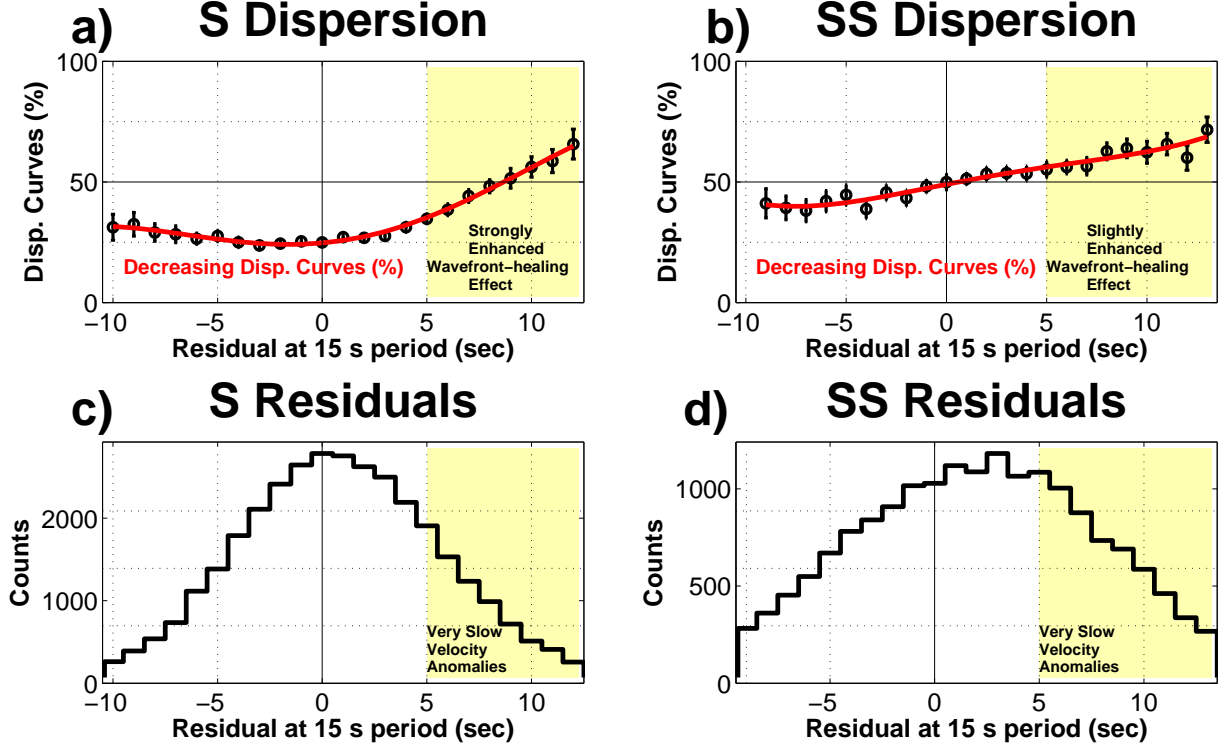 a)
S Dispersion
100
50
0
Disp. Curves (%)
Strongly
Enhanced
Wavefront-healing
Effect
Decreasing Disp. Curves (%)
−10 −5 0 5 10
Residual at 15 s period (sec)
b)
SS Dispersion
100
50
0
Disp. Curves (%)
Slightly
Enhanced
Wavefront-healing
Effect
Decreasing Disp. Curves (%)
−10 −5 0 5 10
Residual at 15 s period (sec)
c)
S Residuals
2000
1000
0
Counts
Very Slow
Velocity
Anomalies
−10 −5 0 5 10
Residual at 15 s period (sec)
d)
SS Residuals
1000
500
0
Counts
Very Slow
Velocity
Anomalies
−5 0 5 10
Residual at 15 s period (sec)